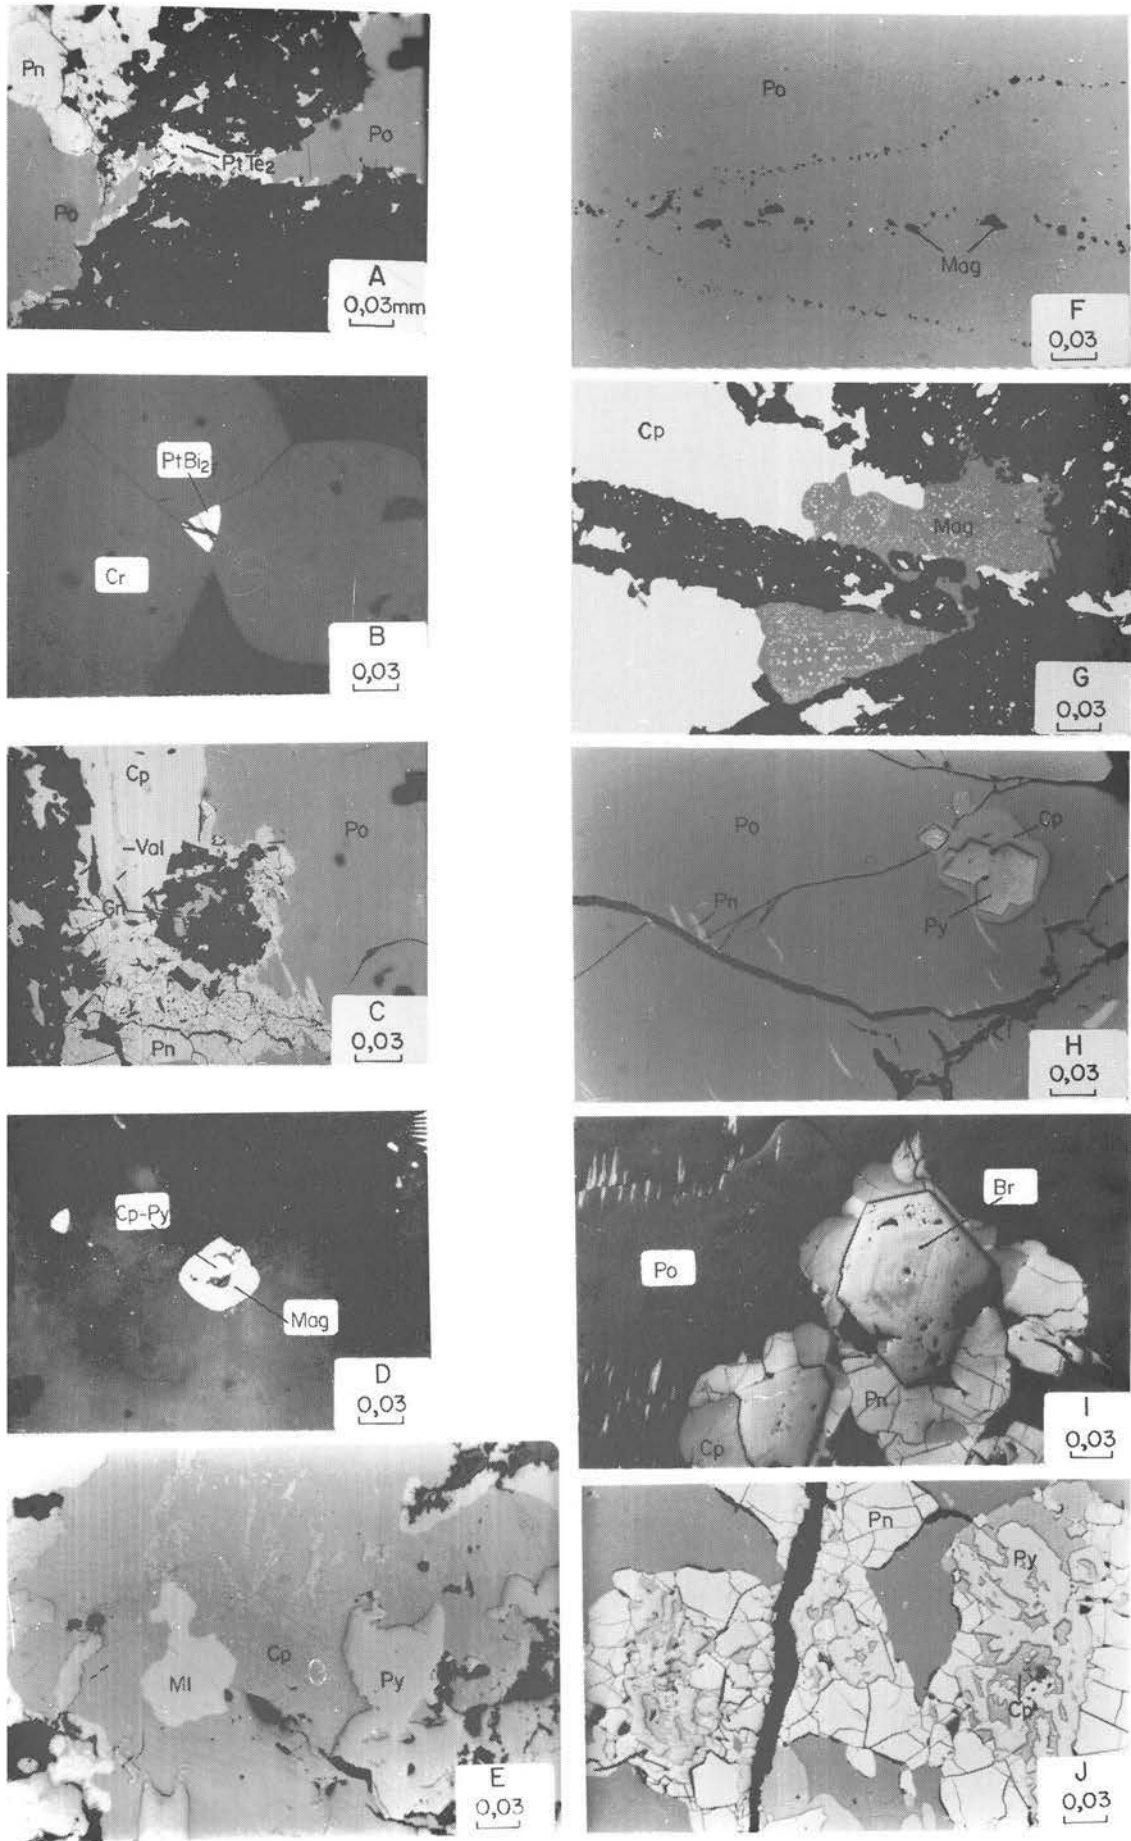 Pn
Po
PtTe2
Po
A
0,03mm
PtBi2
Cr
B
0,03
Cp
Po
Val
Gn
Pn
C
0,03
Cp-Py
Mag
D
0,03
Cp
Ml
Py
E
0,03
Po
Mag
F
0,03
Cp
Mag
G
0,03
Po
Cp
Pn
Py
H
0,03
Br
Po
Pn
Cp
I
0,03
Pn
Py
Cp
J
0,03